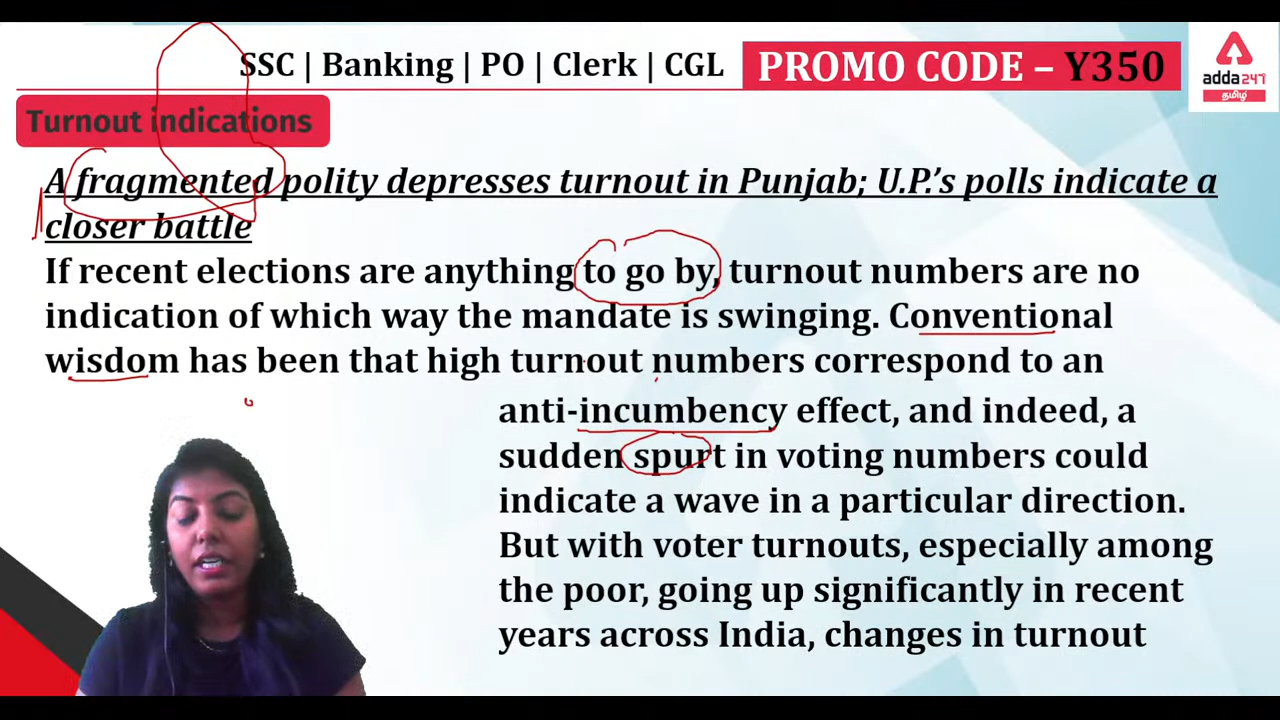 SSC | Banking | PO | Clerk | CGL
PROMO CODE – Y350
adda247
தமிழ்
Turnout indications
A fragmented polity depresses turnout in Punjab; U.P.'s polls indicate a
closer battle
If recent elections are anything to go by, turnout numbers are no
indication of which way the mandate is swinging. Conventional
wisdom has been that high turnout numbers correspond to an
anti-incumbency effect, and indeed, a
sudden spurt in voting numbers could
indicate a wave in a particular direction.
But with voter turnouts, especially among
the poor, going up significantly in recent
years across India, changes in turnout